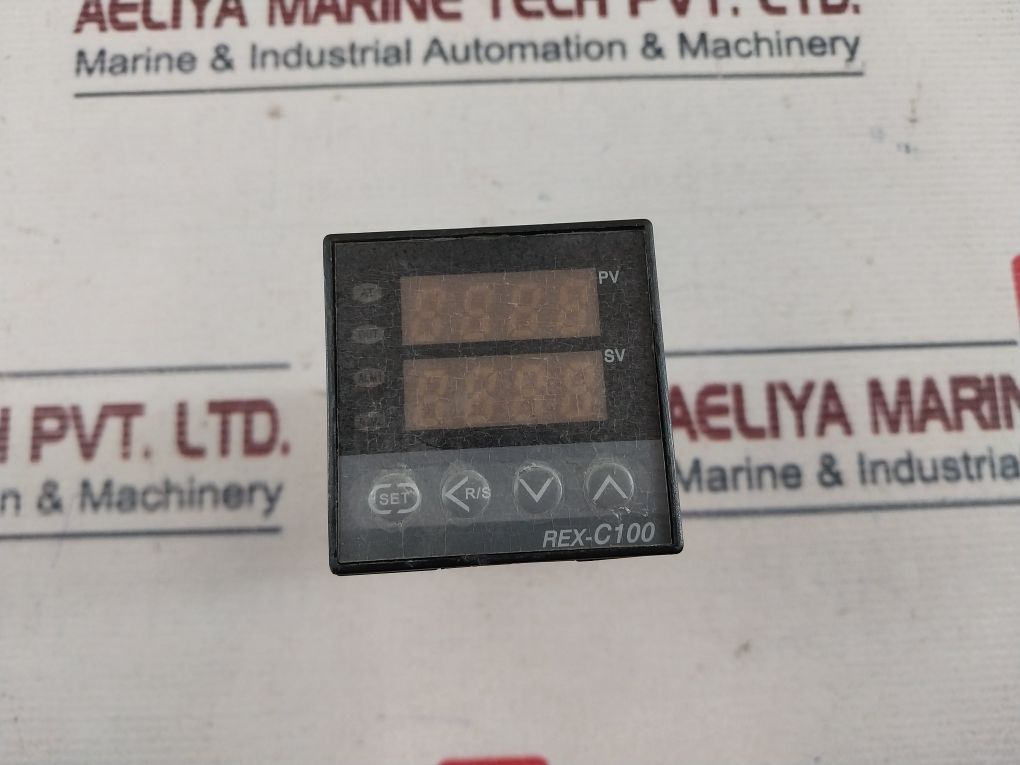 AELIYA MARINE TECH PVT. LTD.
Marine & Industrial Automation & Machinery
PV
SV
PVT. LTD.
n & Machinery
AELIYA MARIN
Marine & Industria
SET
R/S
REX-C100